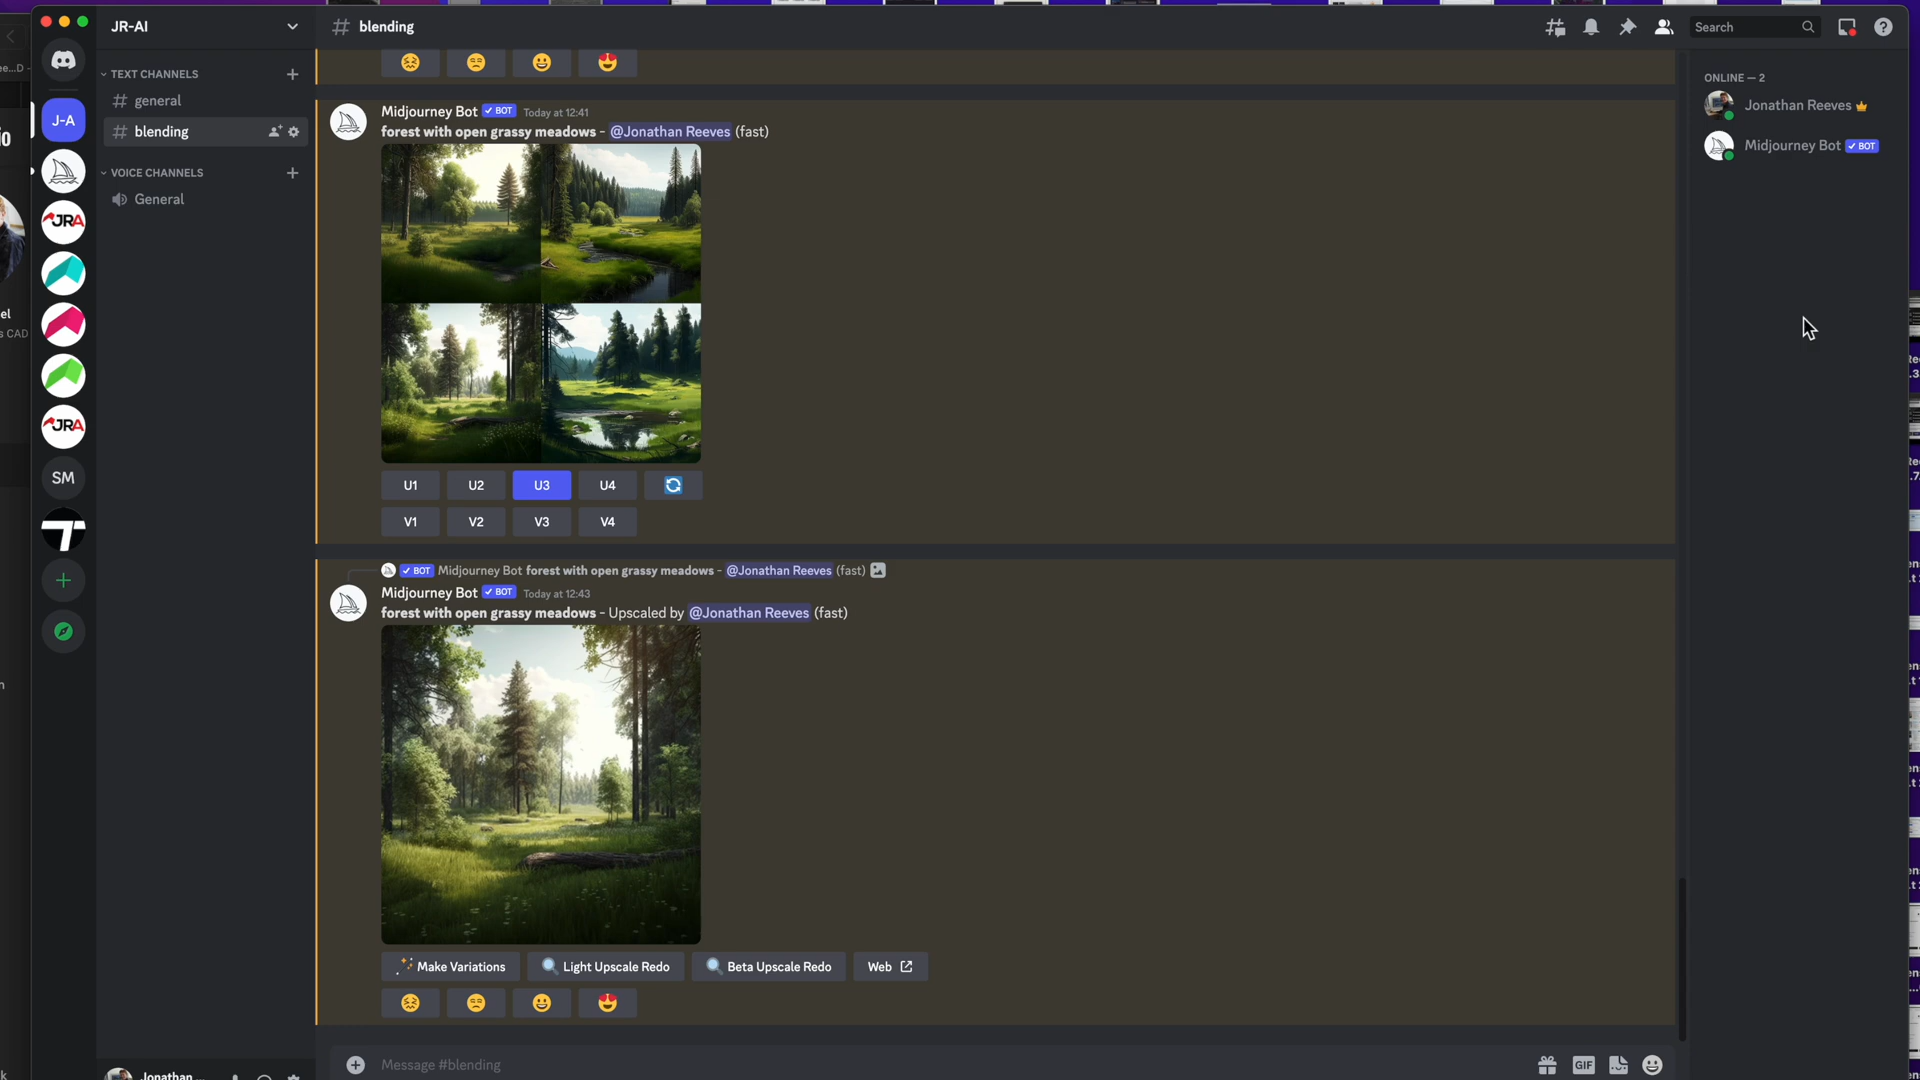 JR-AI
TEXT CHANNELS
general
blending
VOICE CHANNELS
General
J-A
JRA
JRA
SM
blending
Search
Midjourney Bot BOT Today at 12:41
forest with open grassy meadows - @Jonathan Reeves (fast)
U1 U2 U3 U4
V1 V2 V3 V4
BOT Midjourney Bot forest with open grassy meadows - @Jonathan Reeves (fast)
Midjourney Bot BOT Today at 12:43
forest with open grassy meadows - Upscaled by @Jonathan Reeves (fast)
Make Variations Light Upscale Redo Beta Upscale Redo Web
Message #blending
GIF
ONLINE — 2
Jonathan Reeves
Midjourney Bot BOT
Jonathan...